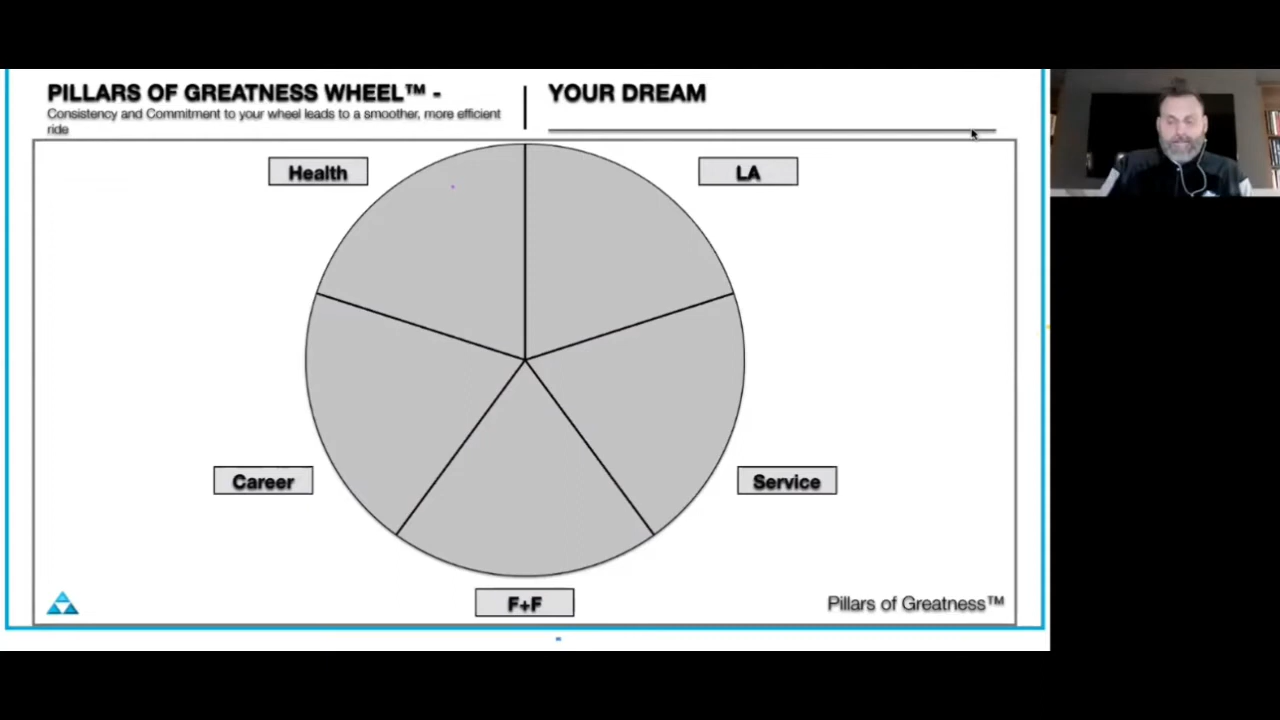 PILLARS OF GREATNESS WHEEL™ -
Consistency and Commitment to your wheel leads to a smoother, more efficient
ride
YOUR DREAM
Health
LA
Career
Service
F+F
Pillars of Greatness™